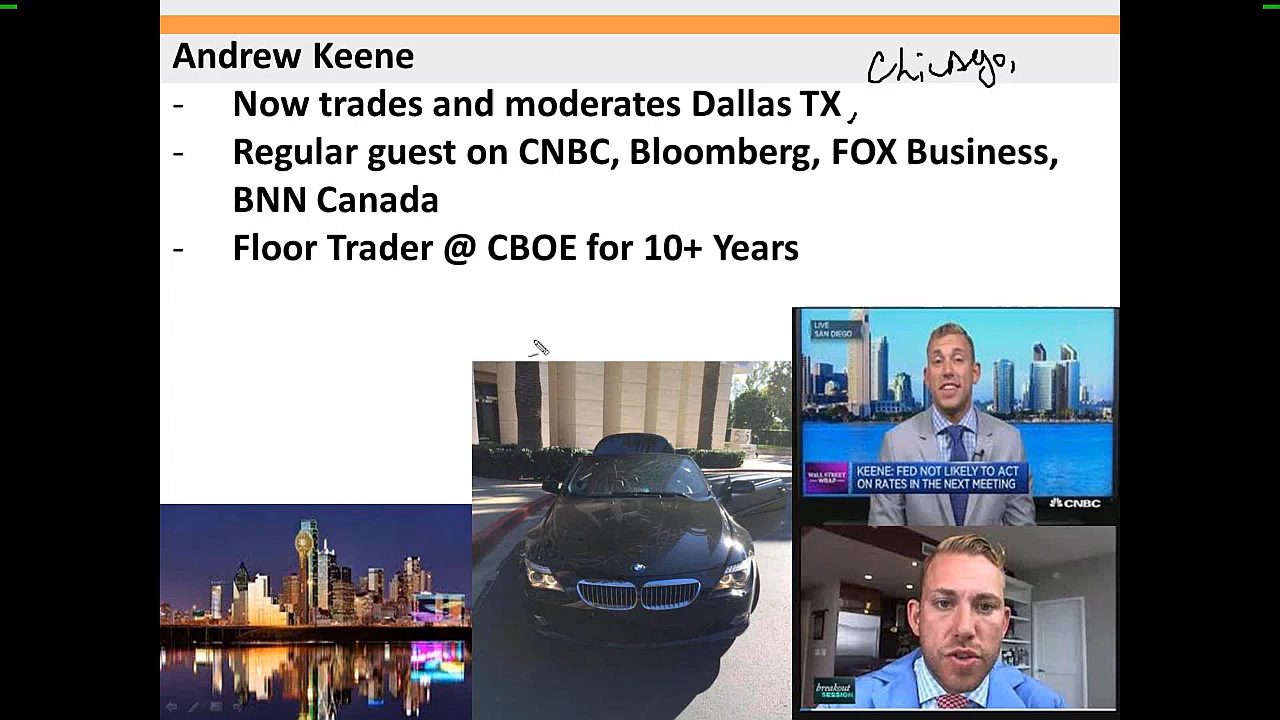 Andrew Keene
Chicago,
- Now trades and moderates Dallas TX ,
- Regular guest on CNBC, Bloomberg, FOX Business,
BNN Canada
- Floor Trader @ CBOE for 10+ Years
LIVE
SAN DIEGO
WALL STREET
WRAP
KEENE: FED NOT LIKELY TO ACT
ON RATES IN THE NEXT MEETING
CNBC
breakout
SESSION